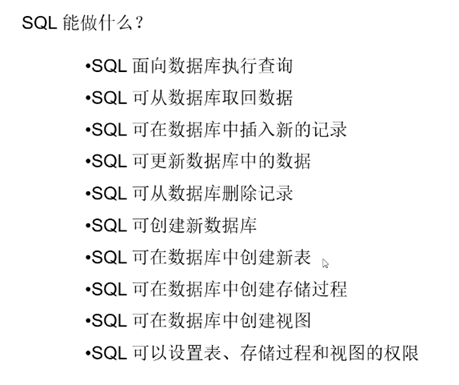 SQL 能做什么？
•SQL 面向数据库执行查询
•SQL 可从数据库取回数据
•SQL 可在数据库中插入新的记录
•SQL 可更新数据库中的数据
•SQL 可从数据库删除记录
•SQL 可创建新数据库
•SQL 可在数据库中创建新表
•SQL 可在数据库中创建存储过程
•SQL 可在数据库中创建视图
•SQL 可以设置表、存储过程和视图的权限